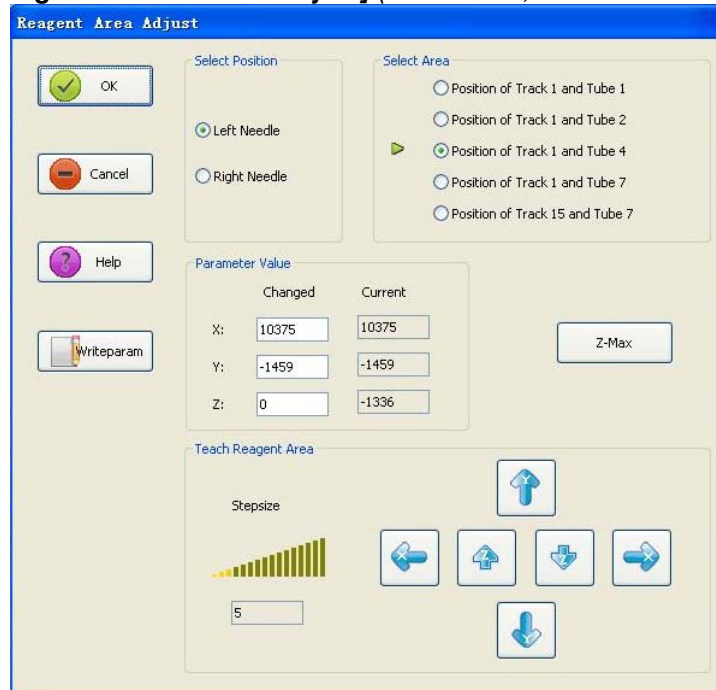 Reagent Area Adjust
OK
Cancel
Help
Writeparam
Select Position
Left Needle
Right Needle
Select Area
Position of Track 1 and Tube 1
Position of Track 1 and Tube 2
Position of Track 1 and Tube 4
Position of Track 1 and Tube 7
Position of Track 15 and Tube 7
Parameter Value
Changed Current
X: 10375 10375
Y: -1459 -1459
Z: 0 -1336
Z-Max
Teach Reagent Area
Stepsize
5
Y
X Z Z X
Y